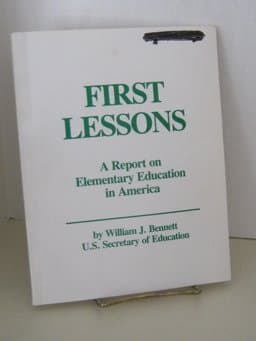 FIRST
LESSONS
A Report on
Elementary Education
in America
by William J. Bennett
U.S. Secretary of Education